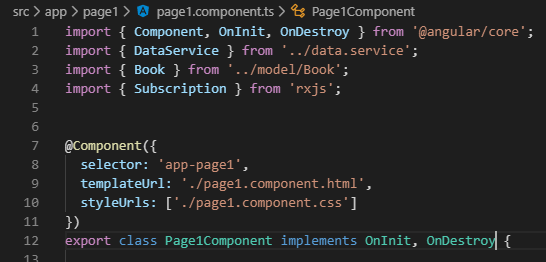 src > app > page1 > page1.component.ts > Page1Component
1 import { Component, OnInit, OnDestroy } from '@angular/core';
2 import { DataService } from '../data.service';
3 import { Book } from '../model/Book';
4 import { Subscription } from 'rxjs';
5
6
7 @Component({
8 selector: 'app-page1',
9 templateUrl: './page1.component.html',
10 styleUrls: ['./page1.component.css']
11 })
12 export class Page1Component implements OnInit, OnDestroy {
13